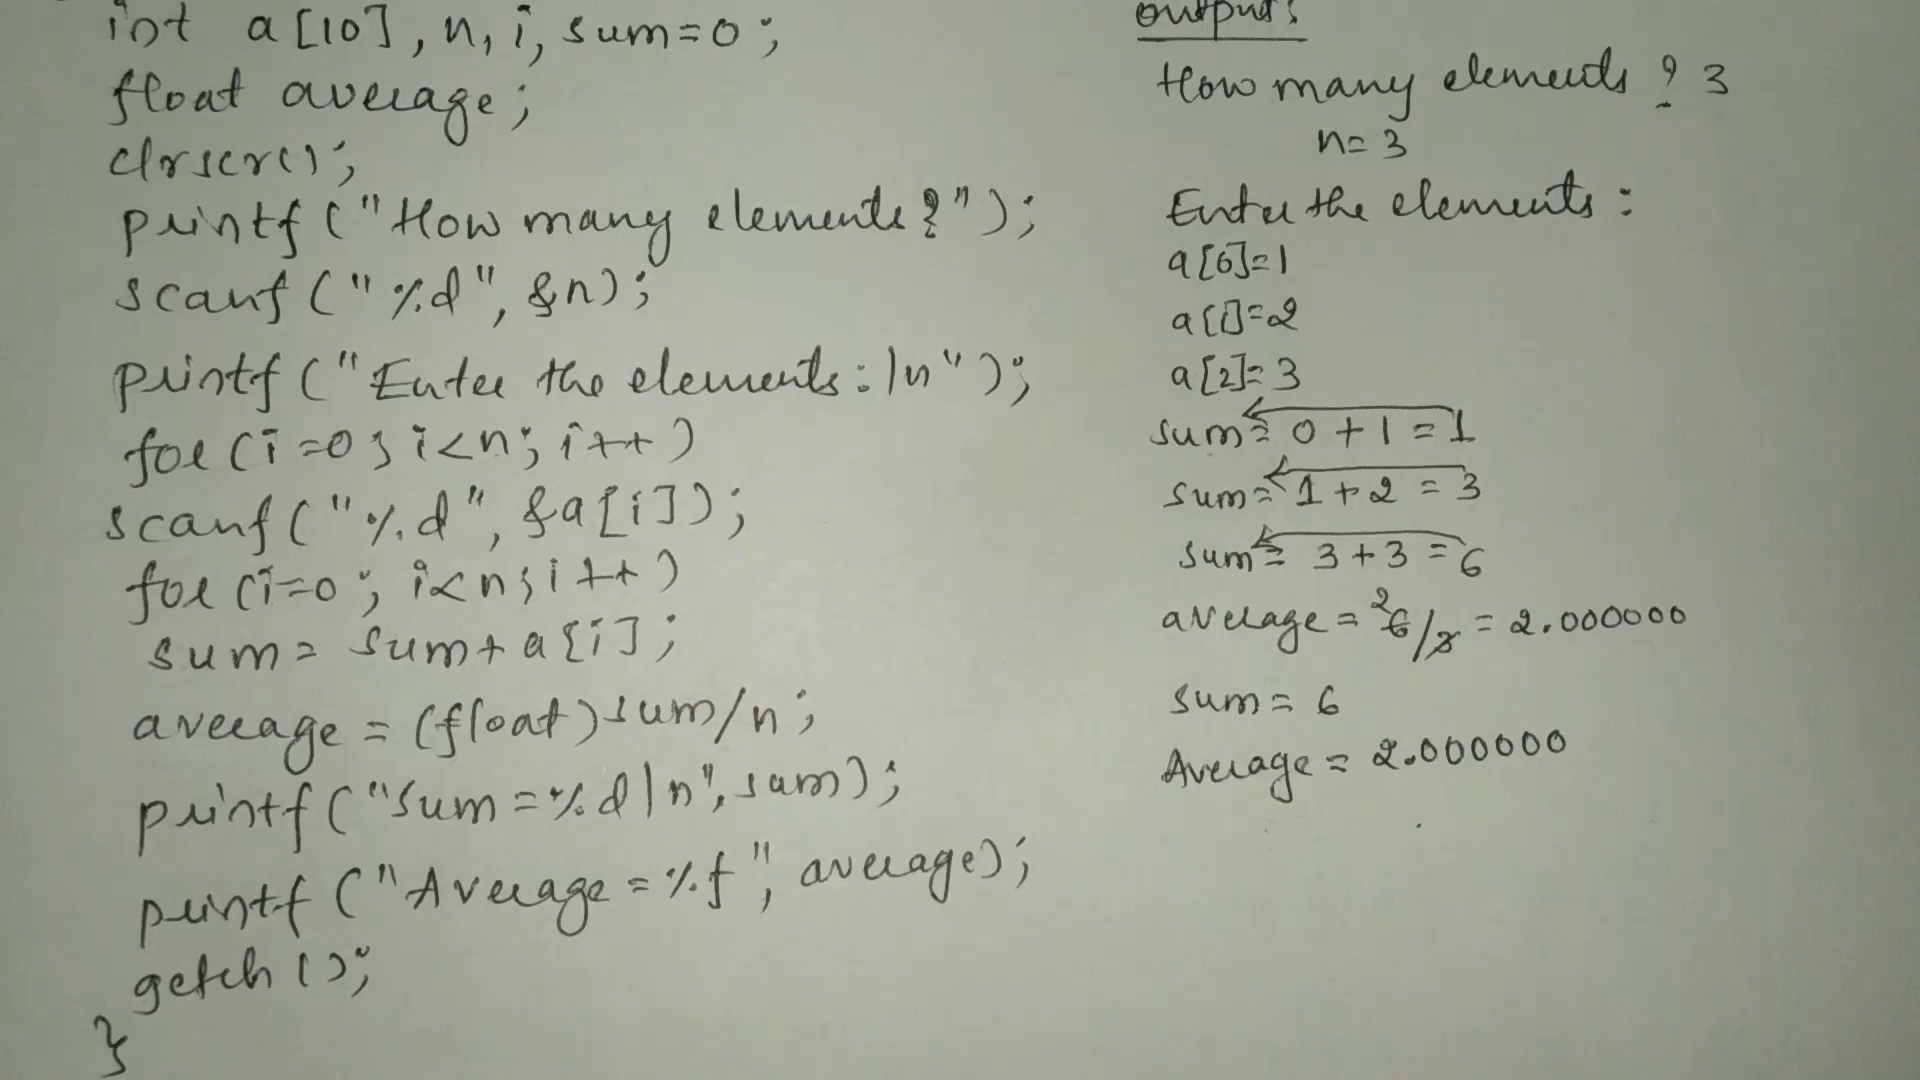 int a[10], n, i, sum=0;
float average;
clrscr();
printf("How many elements?");
scanf("%d", &n);
printf("Enter the elements:\n");
for(i=0; i<n; i++)
scanf("%d", &a[i]);
for(i=0; i<n; i++)
sum= sum+a[i];
average = (float)sum/n;
printf("Sum=%d\n", sum);
printf("Average=%f", average);
getch();
}
output:
How many elements? 3
n=3
Enter the elements:
a[0]=1
a[1]=2
a[2]=3
sum= 0+1=1
sum= 1+2=3
sum= 3+3=6
average = 2 6/3 = 2.000000
sum= 6
Average= 2.000000